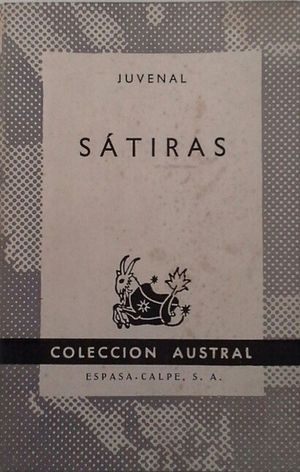 JUVENAL
SÁTIRAS
COLECCION AUSTRAL
ESPASA-CALPE, S. A.